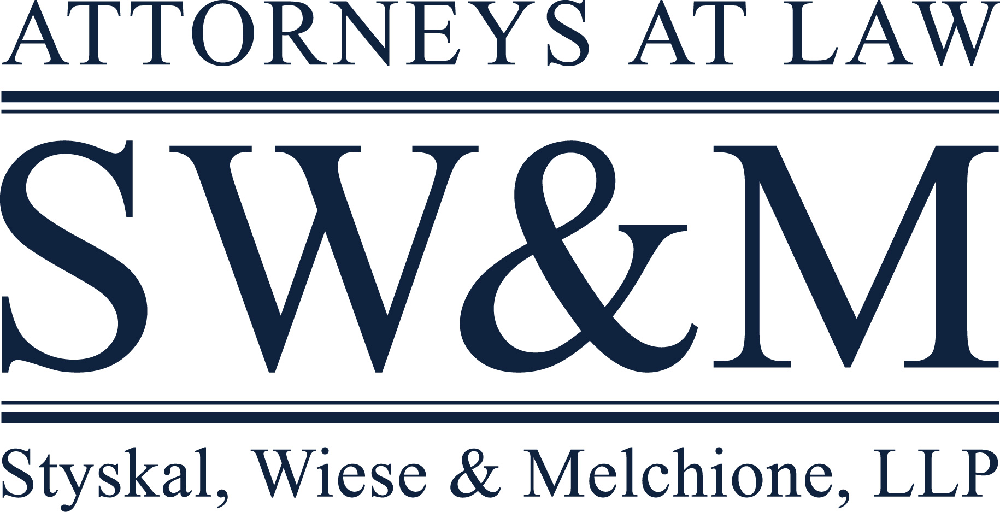 ATTORNEYS AT LAW
SW&M
Styskal, Wiese & Melchione, LLP